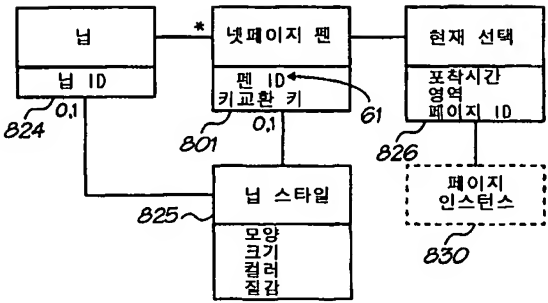 닙
닙 ID
824
0,1
*
넷페이지 펜
펜 ID
키교환 키
61
801
0,1
현재 선택
포착시간
영역
페이지 ID
826
닙 스타일
825
모양
크기
컬러
질감
페이지
인스턴스
830